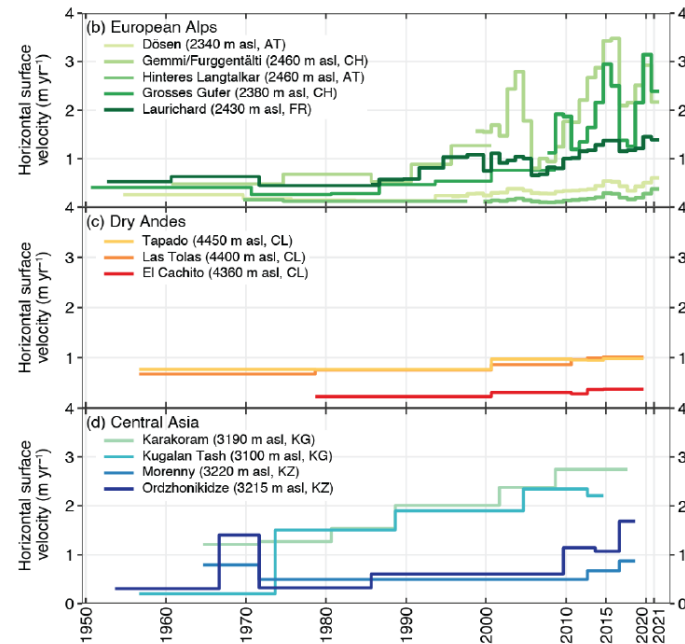 (b) European Alps
Dösen (2340 m asl, AT)
Gemmi/Furggentälti (2460 m asl, CH)
Hinteres Langtalkar (2460 m asl, AT)
Grosses Gufer (2380 m asl, CH)
Laurichard (2430 m asl, FR)
Horizontal surface
velocity (m yr⁻¹)
4
3
2
1
4
4
3
2
1
4
(c) Dry Andes
Tapado (4450 m asl, CL)
Las Tolas (4400 m asl, CL)
El Cachito (4360 m asl, CL)
Horizontal surface
velocity (m yr⁻¹)
3
2
1
4
3
2
1
4
(d) Central Asia
Karakoram (3190 m asl, KG)
Kugalan Tash (3100 m asl, KG)
Morenny (3220 m asl, KZ)
Ordzhonikidze (3215 m asl, KZ)
Horizontal surface
velocity (m yr⁻¹)
3
2
1
0
3
2
1
0
1950
1960
1970
1980
1990
2000
2010
2015
2020
2021